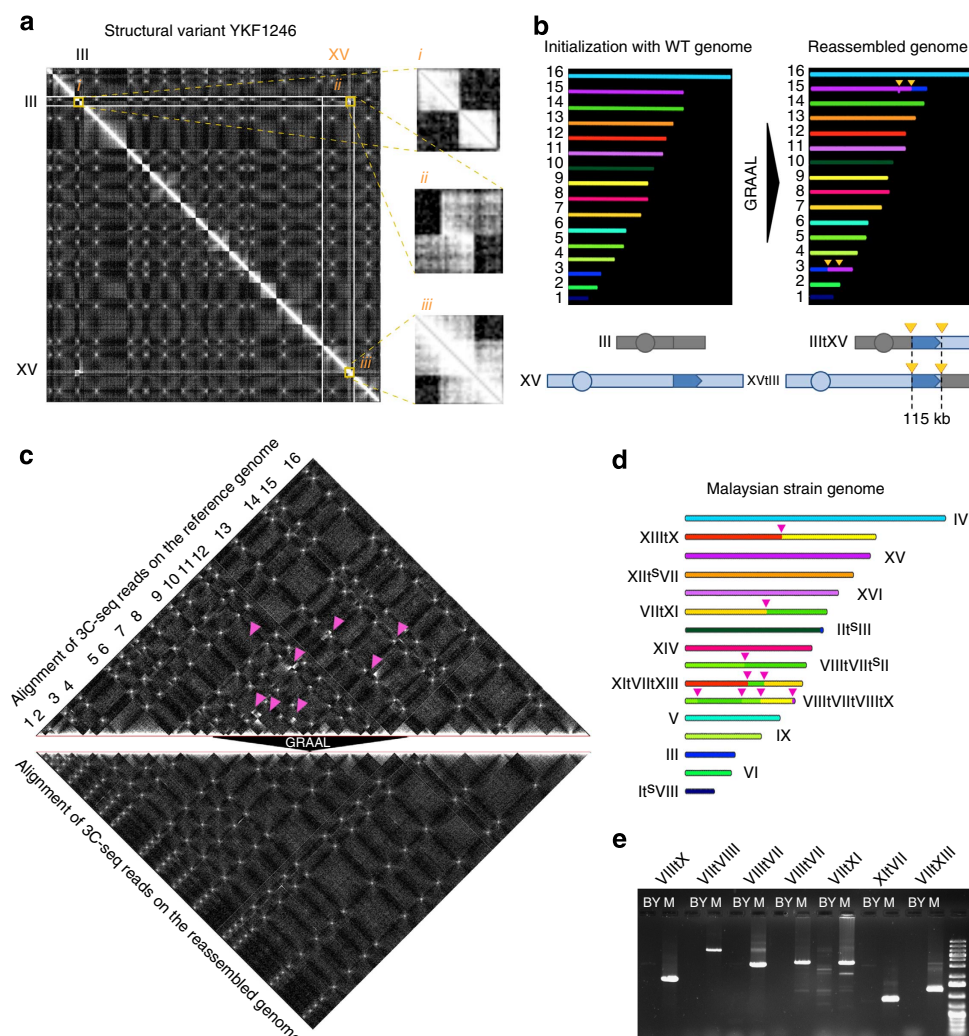 a
Structural variant YKF1246
III
XV
i
III
i
ii
ii
iii
iii
XV
b
Initialization with WT genome
Reassembled genome
16
15
14
13
12
11
10
9
8
7
6
5
4
3
2
1
GRAAL
16
15
14
13
12
11
10
9
8
7
6
5
4
3
2
1
III
IIItXV
XV
XVtIII
115 kb
c
Alignment of 3C-seq reads on the reference genome
1 2 3 4 5 6 7 8 9 10 11 12 13 14 15 16
GRAAL
Alignment of 3C-seq reads on the reassembled genome
d
Malaysian strain genome
IV
XIIItX
XV
XIItSVII
XVI
VIItXI
IItSIII
XIV
VIIItVIItSII
XItVIItXIII
VIIItVIItVIIItX
V
IX
III
VI
ItSVIII
e
VIIItX
VIItVIIII
VIIItVII
VIIItVII
VIItXI
XItVII
VIItXIII
BY M BY M BY M BY M BY M BY M BY M